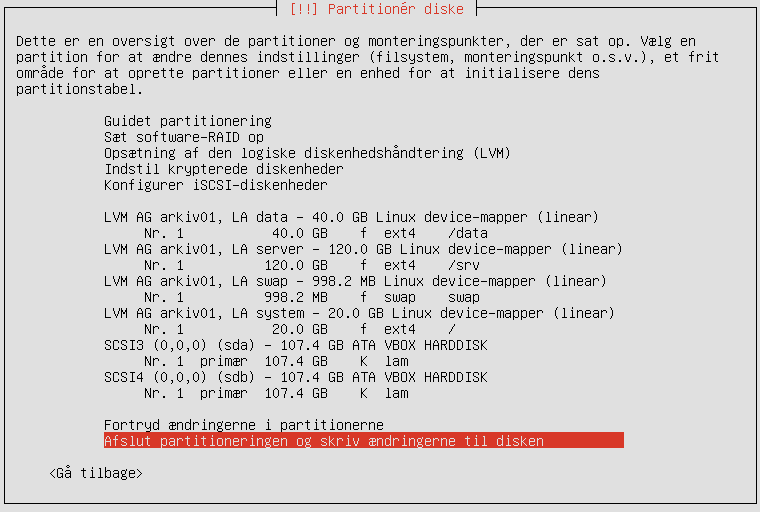 [!!] Partitionér diske
Dette er en oversigt over de partitioner og monteringspunkter, der er sat op. Vælg en
partition for at ændre dennes indstillinger (filsystem, monteringspunkt o.s.v.), et frit
område for at oprette partitioner eller en enhed for at initialisere dens
partitionstabel.
Guidet partitionering
Sæt software-RAID op
Opsætning af den logiske diskenhedshåndtering (LVM)
Indstil krypterede diskenheder
Konfigurer iSCSI-diskenheder
LVM AG arkiv01, LA data - 40.0 GB Linux device-mapper (linear)
Nr. 1 40.0 GB f ext4 /data
LVM AG arkiv01, LA server - 120.0 GB Linux device-mapper (linear)
Nr. 1 120.0 GB f ext4 /srv
LVM AG arkiv01, LA swap - 998.2 MB Linux device-mapper (linear)
Nr. 1 998.2 MB f swap swap
LVM AG arkiv01, LA system - 20.0 GB Linux device-mapper (linear)
Nr. 1 20.0 GB f ext4 /
SCSI3 (0,0,0) (sda) - 107.4 GB ATA VBOX HARDDISK
Nr. 1 primær 107.4 GB K lam
SCSI4 (0,0,0) (sdb) - 107.4 GB ATA VBOX HARDDISK
Nr. 1 primær 107.4 GB K lam
Fortryd ændringerne i partitionerne
Afslut partitioneringen og skriv ændringerne til disken
<Gå tilbage>